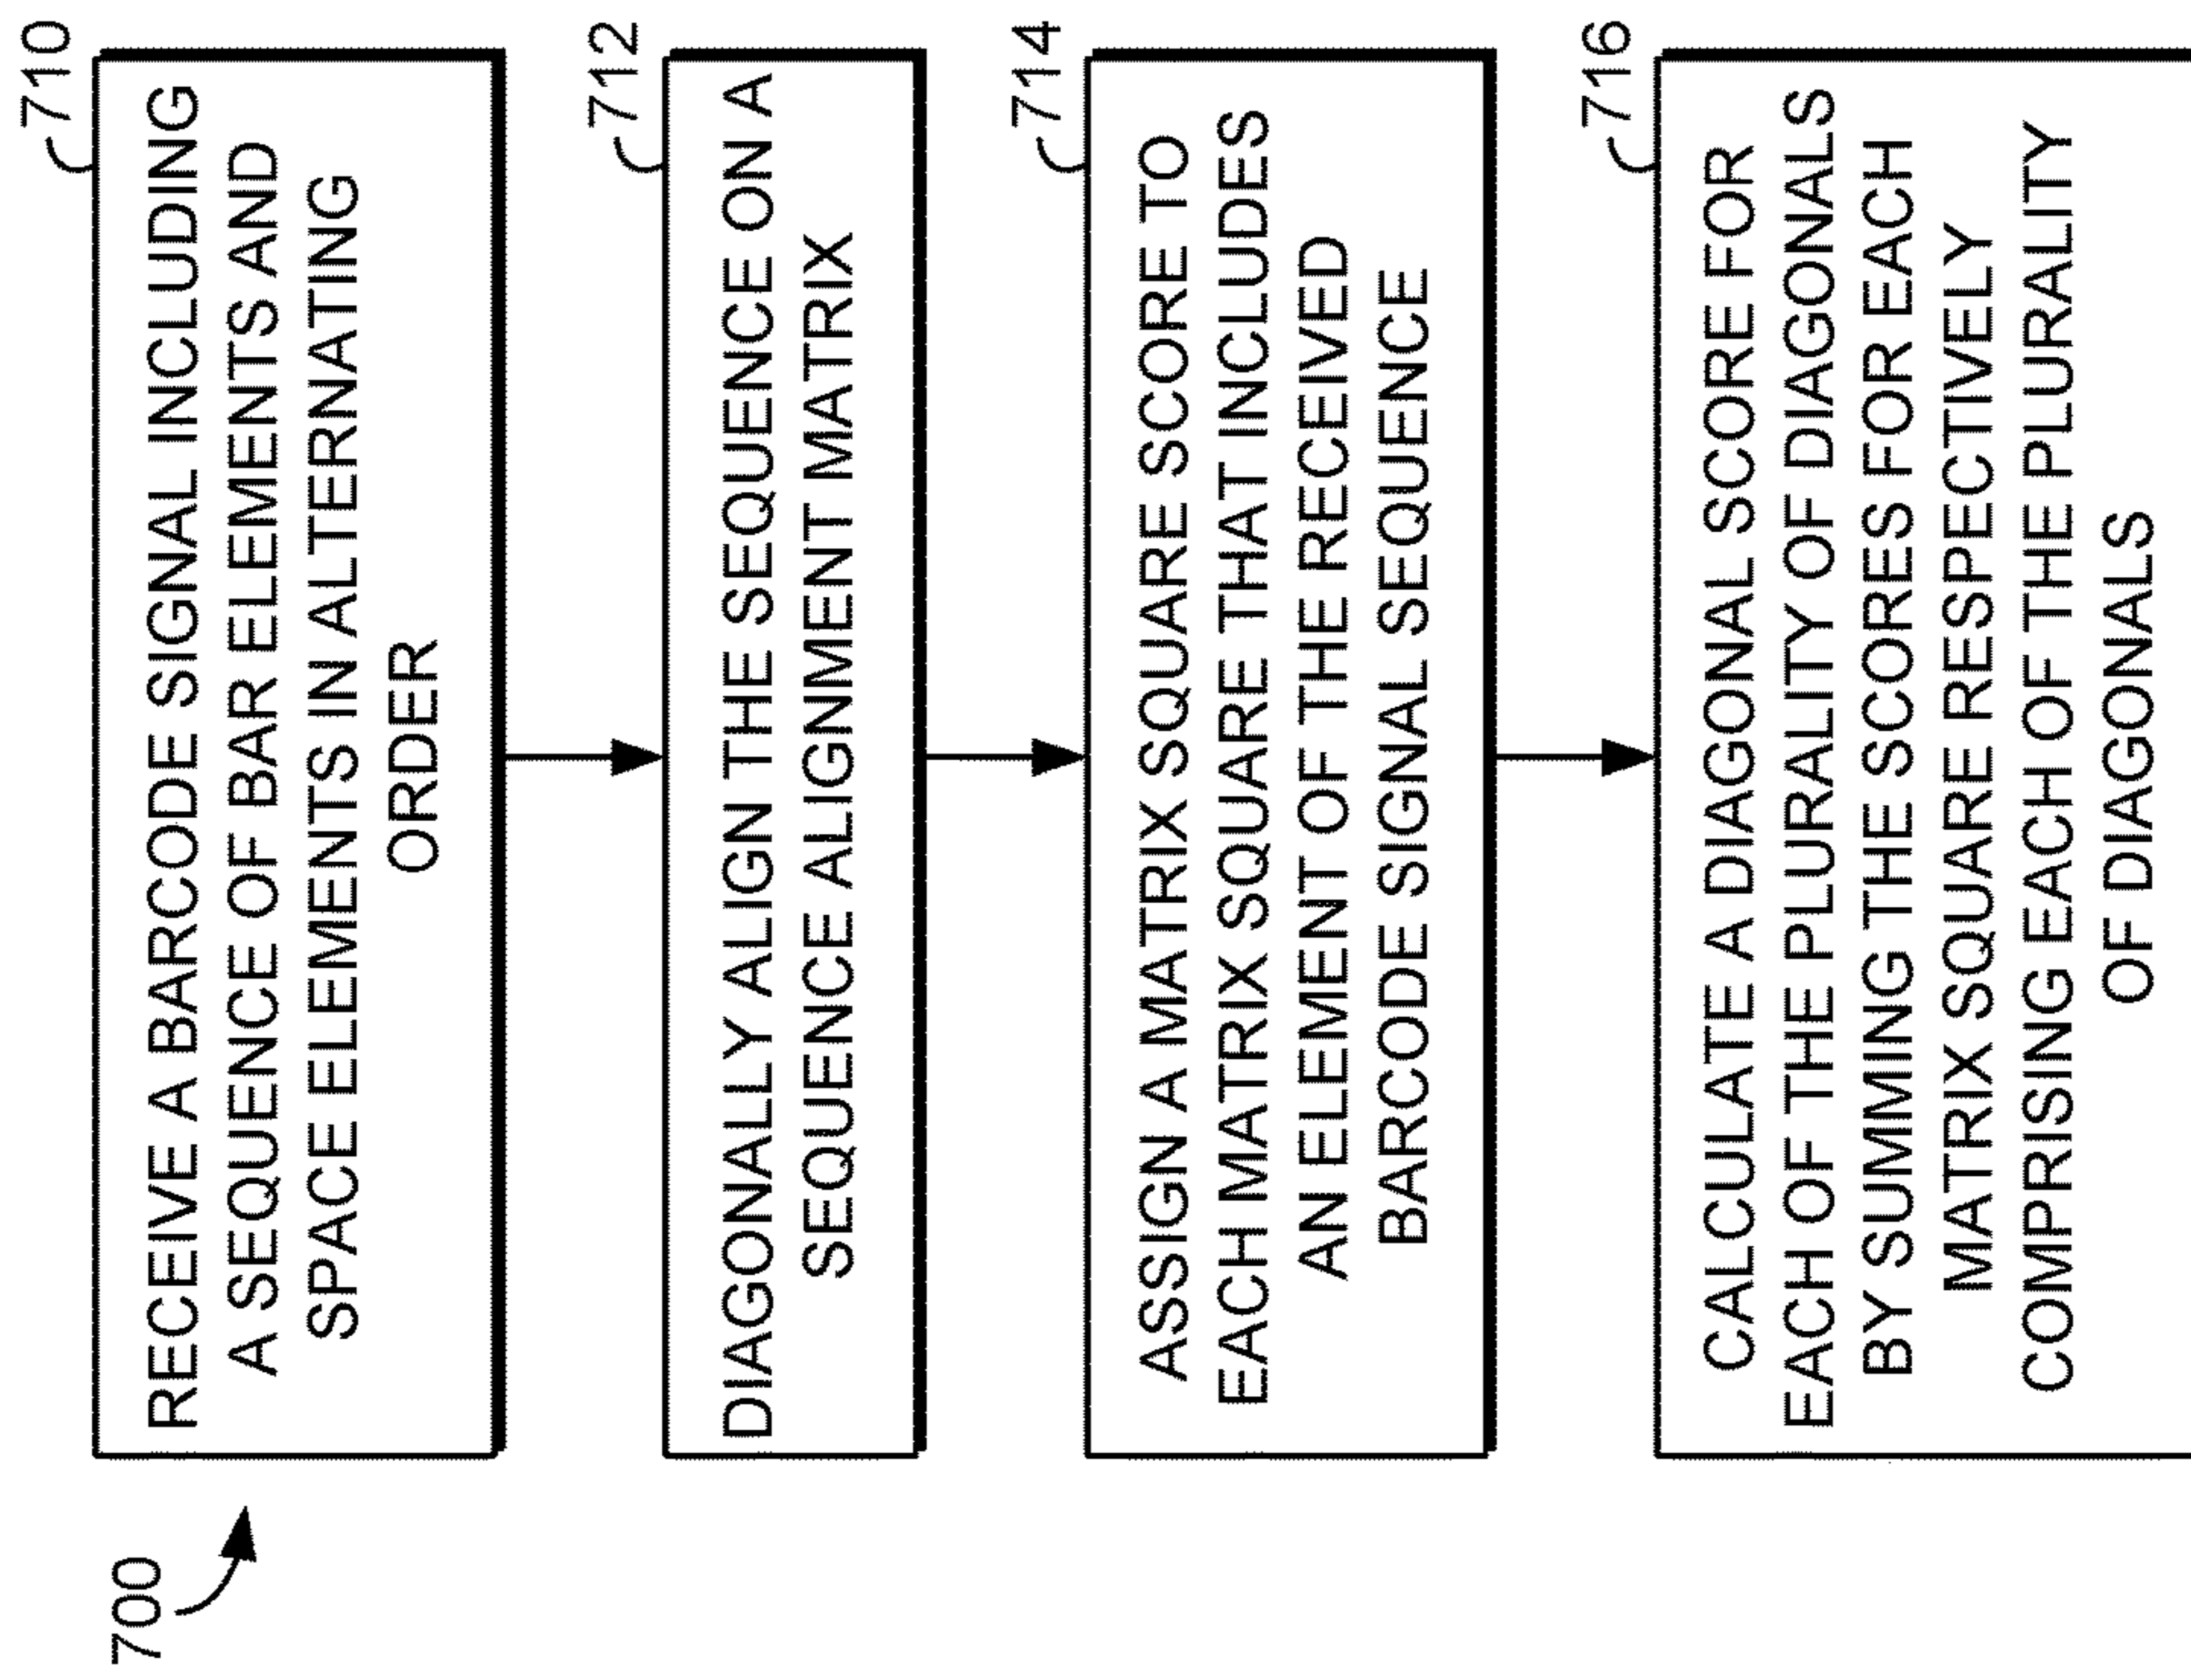 700
710
RECEIVE A BARCODE SIGNAL INCLUDING
A SEQUENCE OF BAR ELEMENTS AND
SPACE ELEMENTS IN ALTERNATING
ORDER
712
DIAGONALLY ALIGN THE SEQUENCE ON A
SEQUENCE ALIGNMENT MATRIX
714
ASSIGN A MATRIX SQUARE SCORE TO
EACH MATRIX SQUARE THAT INCLUDES
AN ELEMENT OF THE RECEIVED
BARCODE SIGNAL SEQUENCE
716
CALCULATE A DIAGONAL SCORE FOR
EACH OF THE PLURALITY OF DIAGONALS
BY SUMMING THE SCORES FOR EACH
MATRIX SQUARE RESPECTIVELY
COMPRISING EACH OF THE PLURALITY
OF DIAGONALS